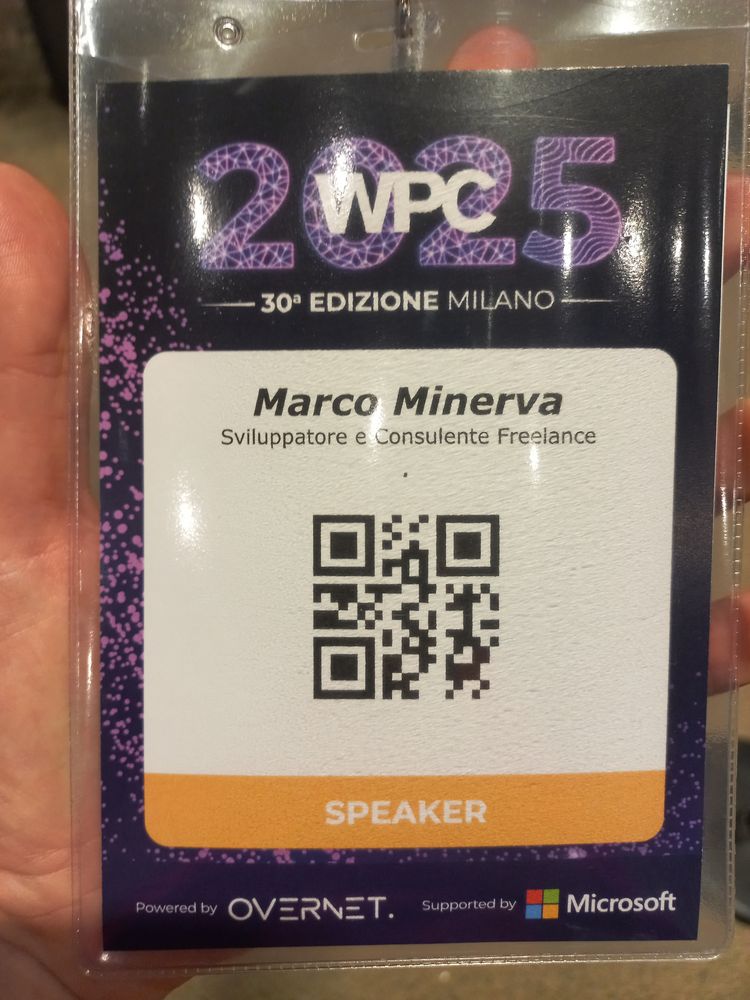 2025
WPC
30ª EDIZIONE MILANO
Marco Minerva
Sviluppatore e Consulente Freelance
.
SPEAKER
Powered by OVERNET.
Supported by Microsoft